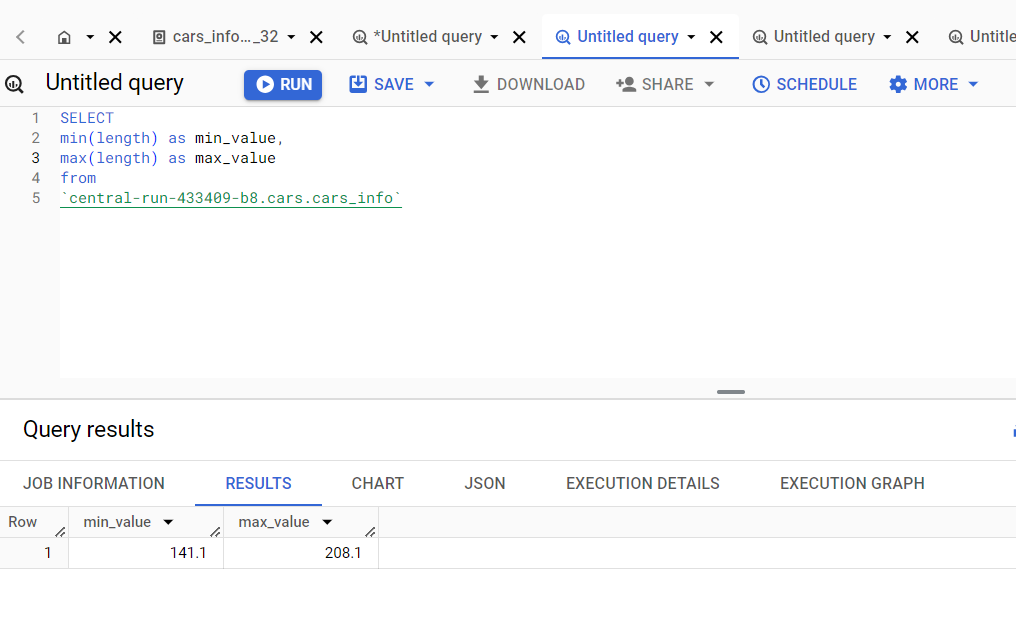 cars_info..._32 *Untitled query Untitled query Untitled query Untitle
Untitled query RUN SAVE DOWNLOAD SHARE SCHEDULE MORE
1 SELECT
2 min(length) as min_value,
3 max(length) as max_value
4 from
5 `central-run-433409-b8.cars.cars_info`
Query results
JOB INFORMATION RESULTS CHART JSON EXECUTION DETAILS EXECUTION GRAPH
Row min_value max_value
1 141.1 208.1